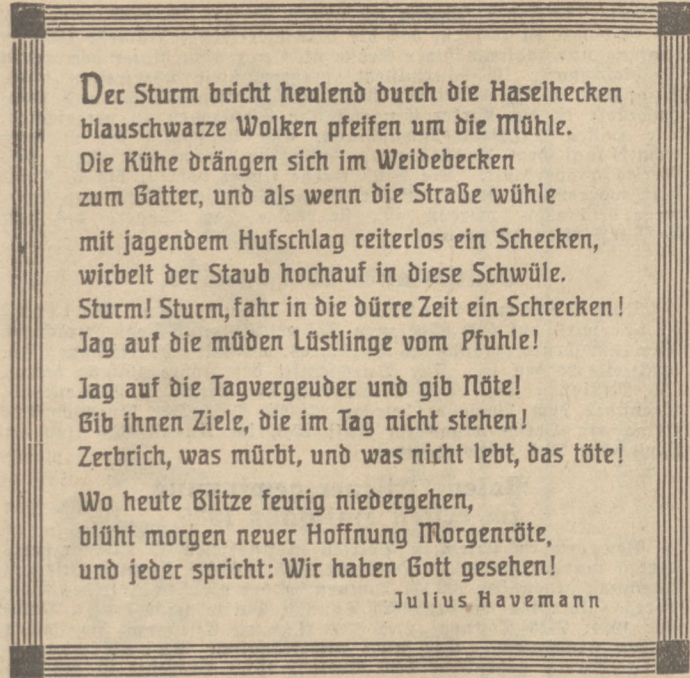 Der Sturm bricht heulend durch die Haselhecken
blauschwarze Wolken pfeifen um die Mühle.
Die Kühe drängen sich im Weidebecken
zum Gatter, und als wenn die Straße wühle
mit jagendem Hufschlag reiterlos ein Schecken,
wirbelt der Staub hochauf in diese Schwüle.
Sturm! Sturm, fahr in die dürre Zeit ein Schrecken!
Jag auf die müden Lüstlinge vom Pfuhle!
Jag auf die Tagvergeuder und gib Nöte!
Gib ihnen Ziele, die im Tag nicht stehen!
Zerbrich, was mürbt, und was nicht lebt, das töte!
Wo heute Blitze feurig niedergehen,
blüht morgen neuer Hoffnung Morgenröte,
und jeder spricht: Wir haben Gott gesehen!
Julius Havemann